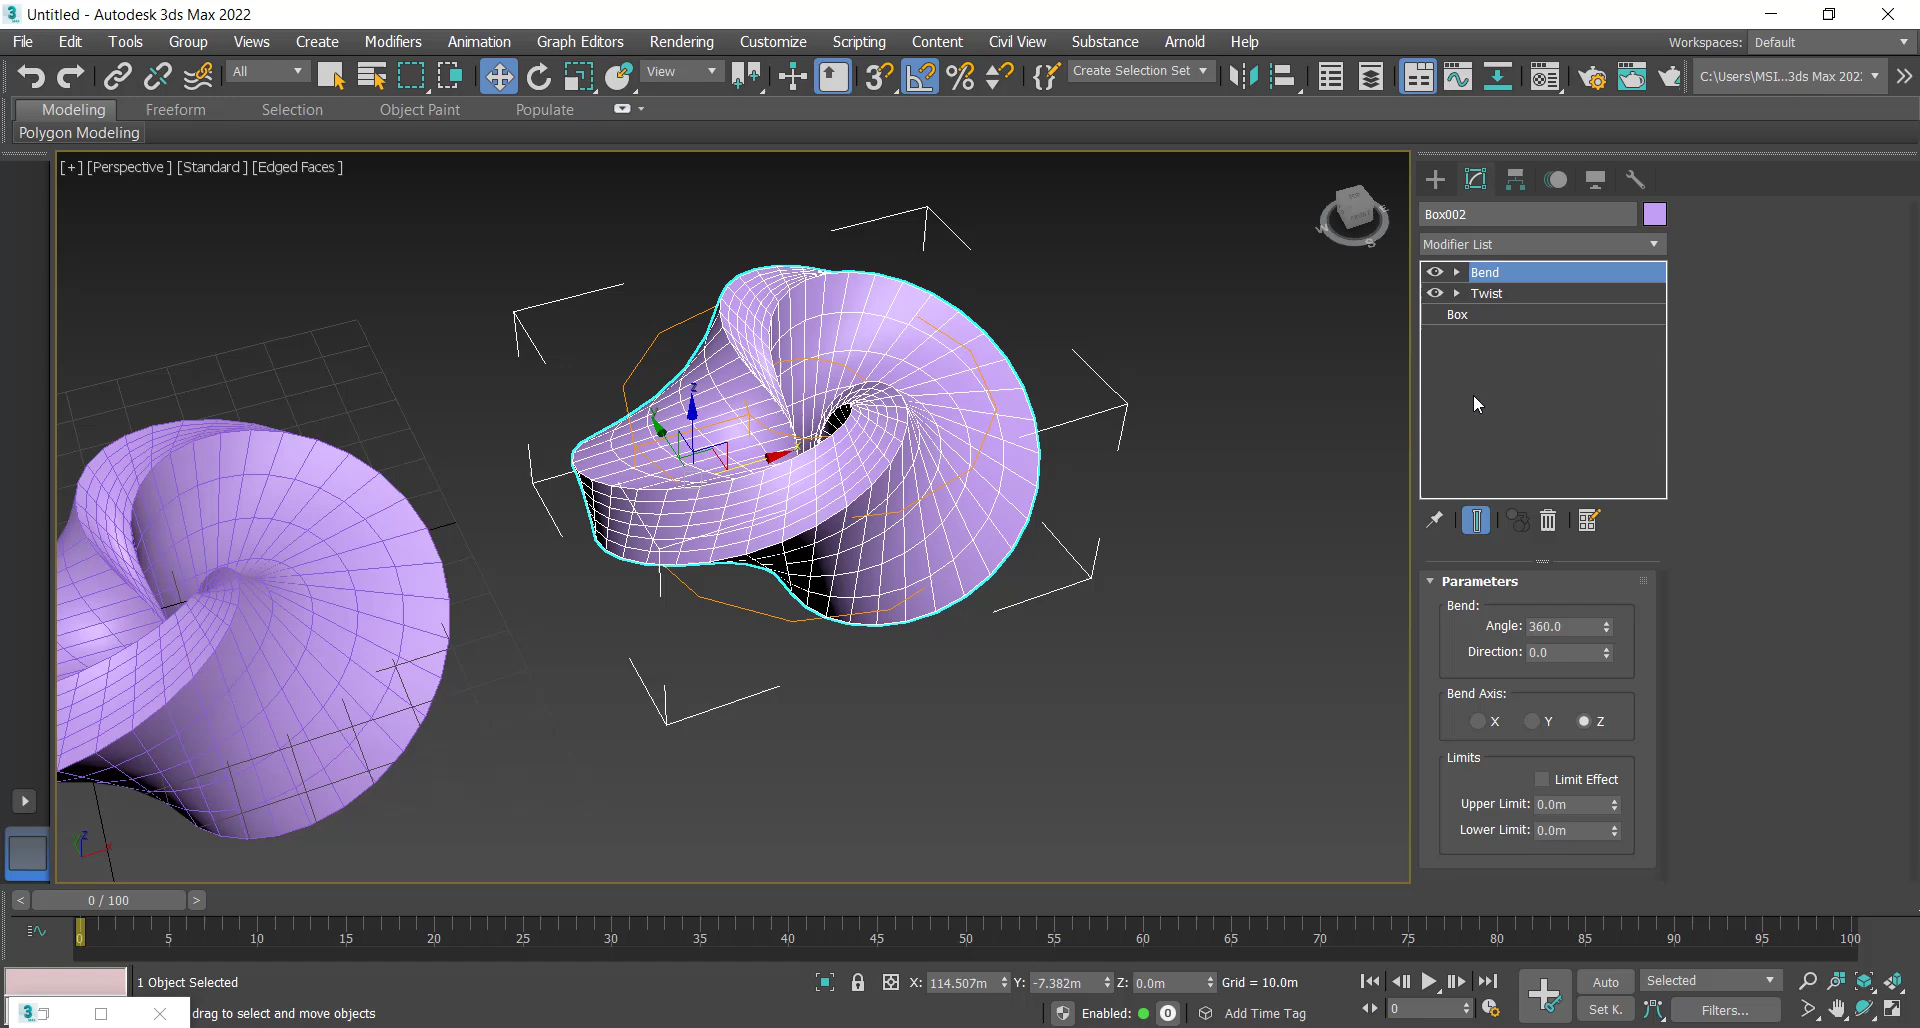 Untitled - Autodesk 3ds Max 2022
File Edit Tools Group Views Create Modifiers Animation Graph Editors Rendering Customize Scripting Content Civil View Substance Arnold Help Workspaces: Default
All View Create Selection Set C:\Users\MSI...3ds Max 202:
Modeling Freeform Selection Object Paint Populate
Polygon Modeling
[+] [Perspective ] [Standard ] [Edged Faces ]
Box002
Modifier List
Bend
Twist
Box
Parameters
Bend:
Angle: 360.0
Direction: 0.0
Bend Axis:
X Y Z
Limits
Limit Effect
Upper Limit: 0.0m
Lower Limit: 0.0m
< 0 / 100 >
0 5 10 15 20 25 30 35 40 45 50 55 60 65 70 75 80 85 90 95 100
1 Object Selected X: 114.507m Y: -7.382m Z: 0.0m Grid = 10.0m Auto Selected
drag to select and move objects Enabled: 0 Add Time Tag 0 Set K. Filters...